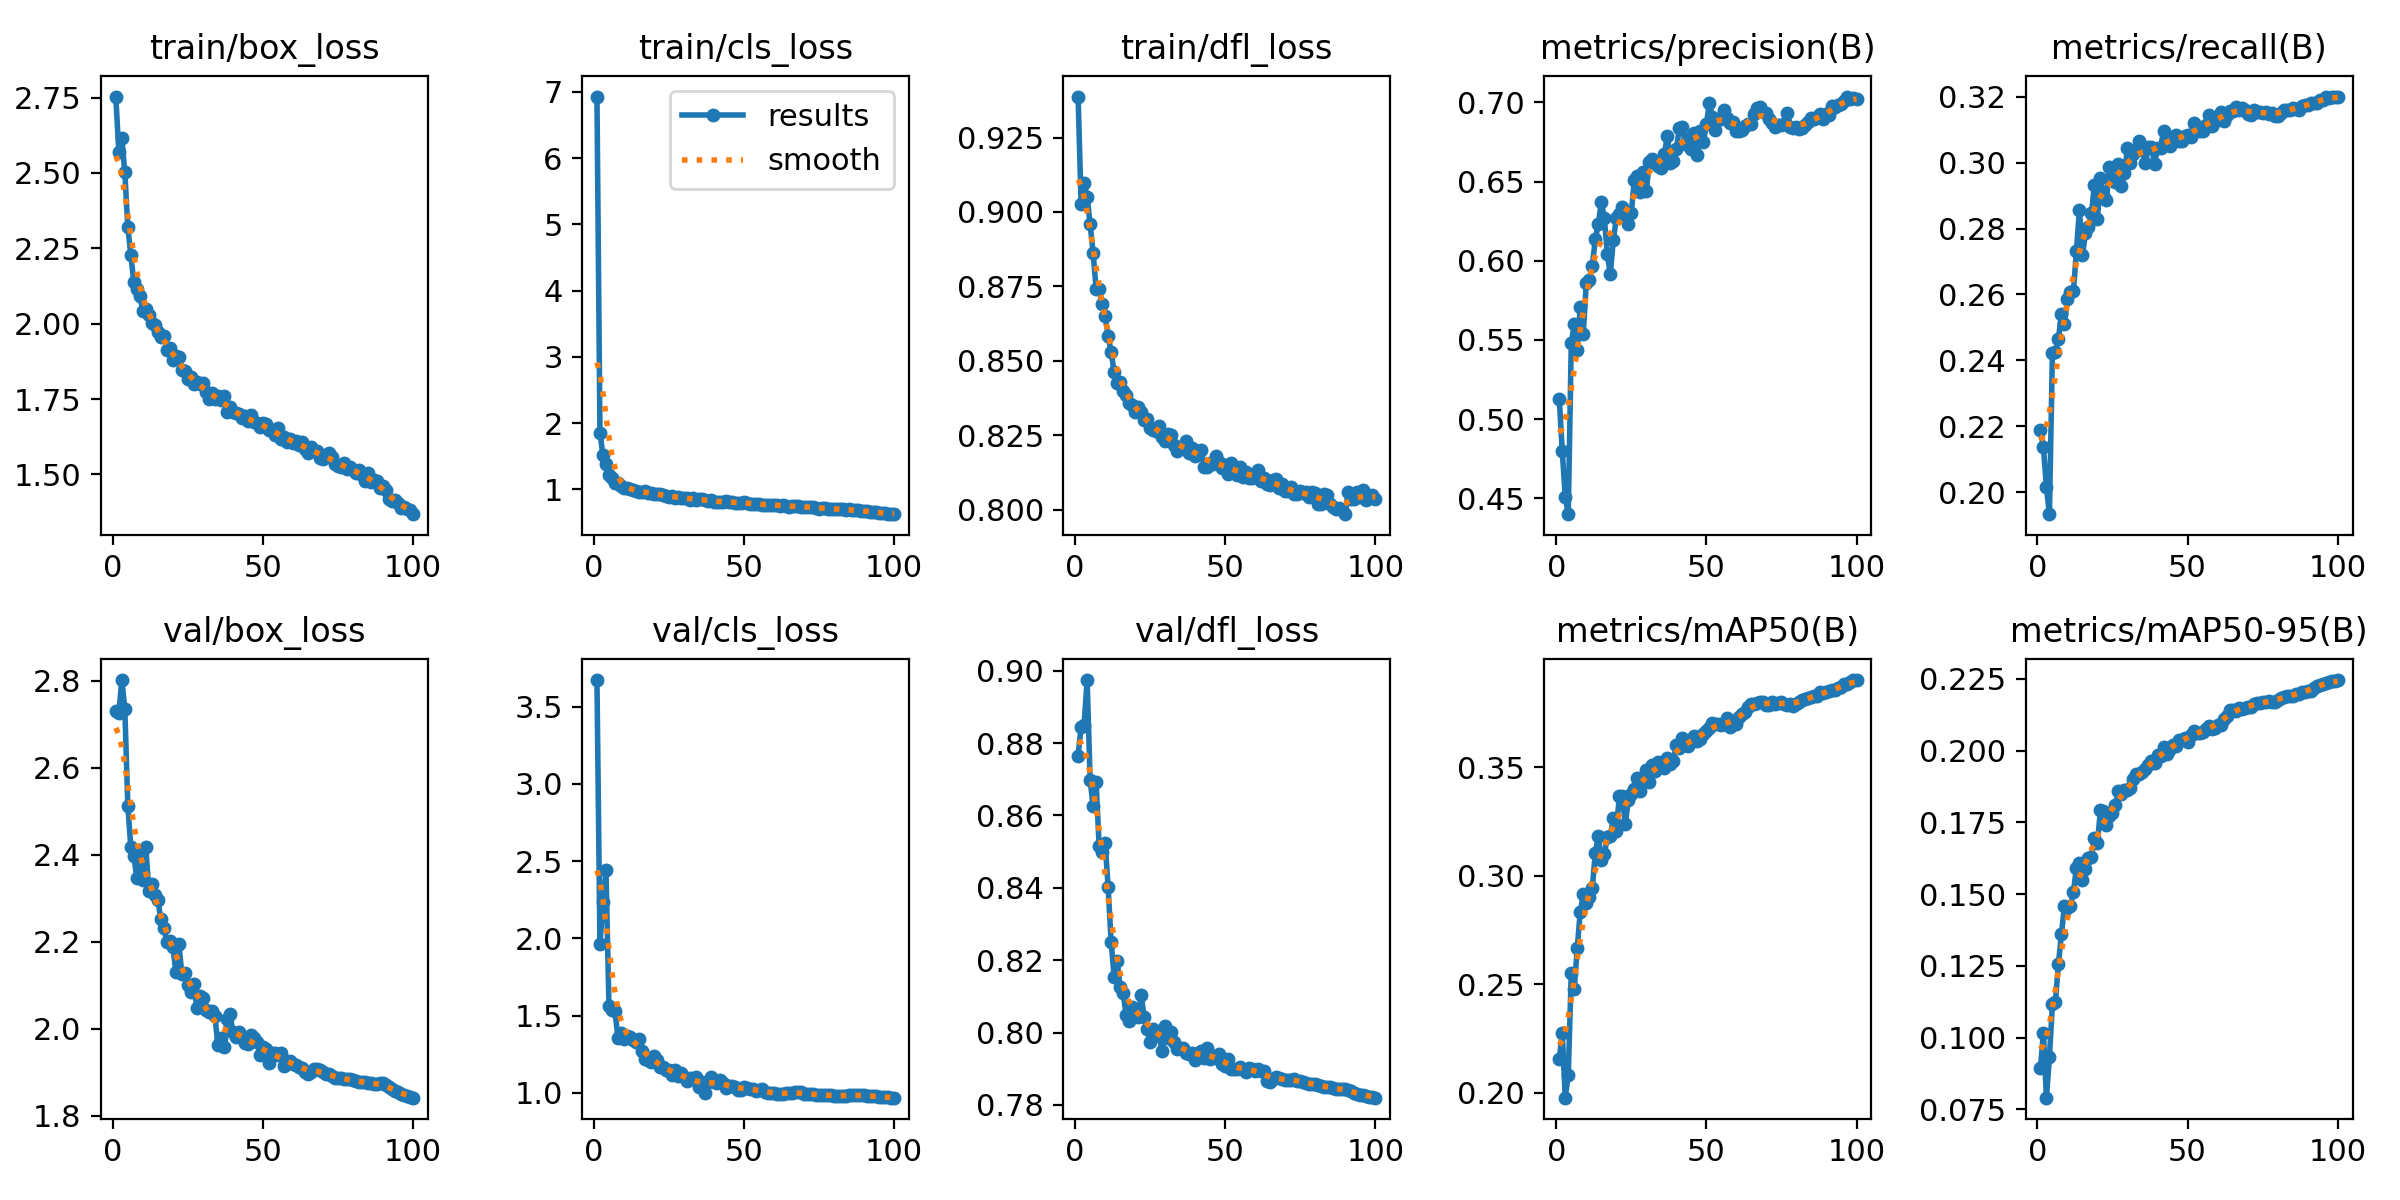 train/box_loss
2.75
2.50
2.25
2.00
1.75
1.50
0 50 100
train/cls_loss
results
smooth
7
6
5
4
3
2
1
0 50 100
train/dfl_loss
0.925
0.900
0.875
0.850
0.825
0.800
0 50 100
metrics/precision(B)
0.70
0.65
0.60
0.55
0.50
0.45
0 50 100
metrics/recall(B)
0.32
0.30
0.28
0.26
0.24
0.22
0.20
0 50 100
val/box_loss
2.8
2.6
2.4
2.2
2.0
1.8
0 50 100
val/cls_loss
3.5
3.0
2.5
2.0
1.5
1.0
0 50 100
val/dfl_loss
0.90
0.88
0.86
0.84
0.82
0.80
0.78
0 50 100
metrics/mAP50(B)
0.35
0.30
0.25
0.20
0 50 100
metrics/mAP50-95(B)
0.225
0.200
0.175
0.150
0.125
0.100
0.075
0 50 100